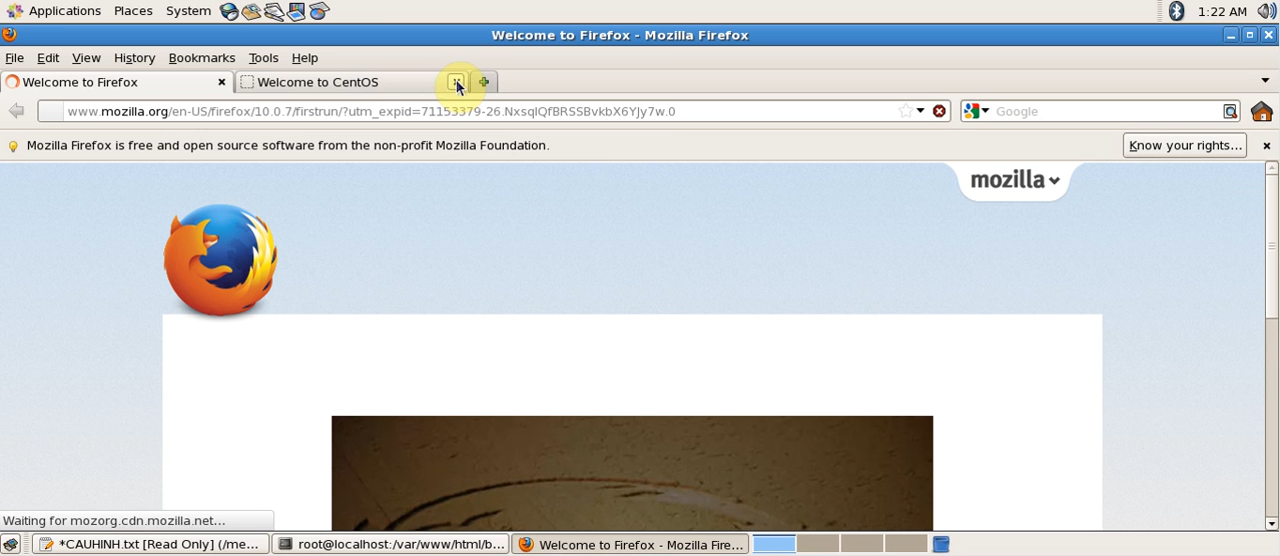 Applications Places System 1:22 AM
Welcome to Firefox - Mozilla Firefox
File Edit View History Bookmarks Tools Help
Welcome to Firefox Welcome to CentOS
www.mozilla.org/en-US/firefox/10.0.7/firstrun/?utm_expid=71153379-26.NxsqlQfBRSSBvkbX6YJy7w.0 Google
Mozilla Firefox is free and open source software from the non-profit Mozilla Foundation. Know your rights...
mozilla
Waiting for mozorg.cdn.mozilla.net...
*CAUHINH.txt [Read Only] (/me... root@localhost:/var/www/html/b... Welcome to Firefox - Mozilla Fire...